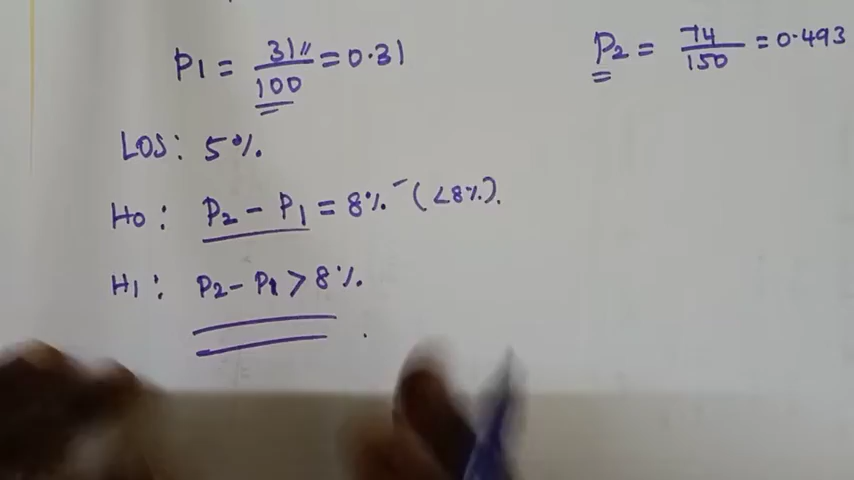 P1 = 31/100 = 0.31
P2 = 74/150 = 0.493
LOS: 5%.
H0: P2 - P1 = 8% - (<8%).
H1: P2 - P1 > 8%.